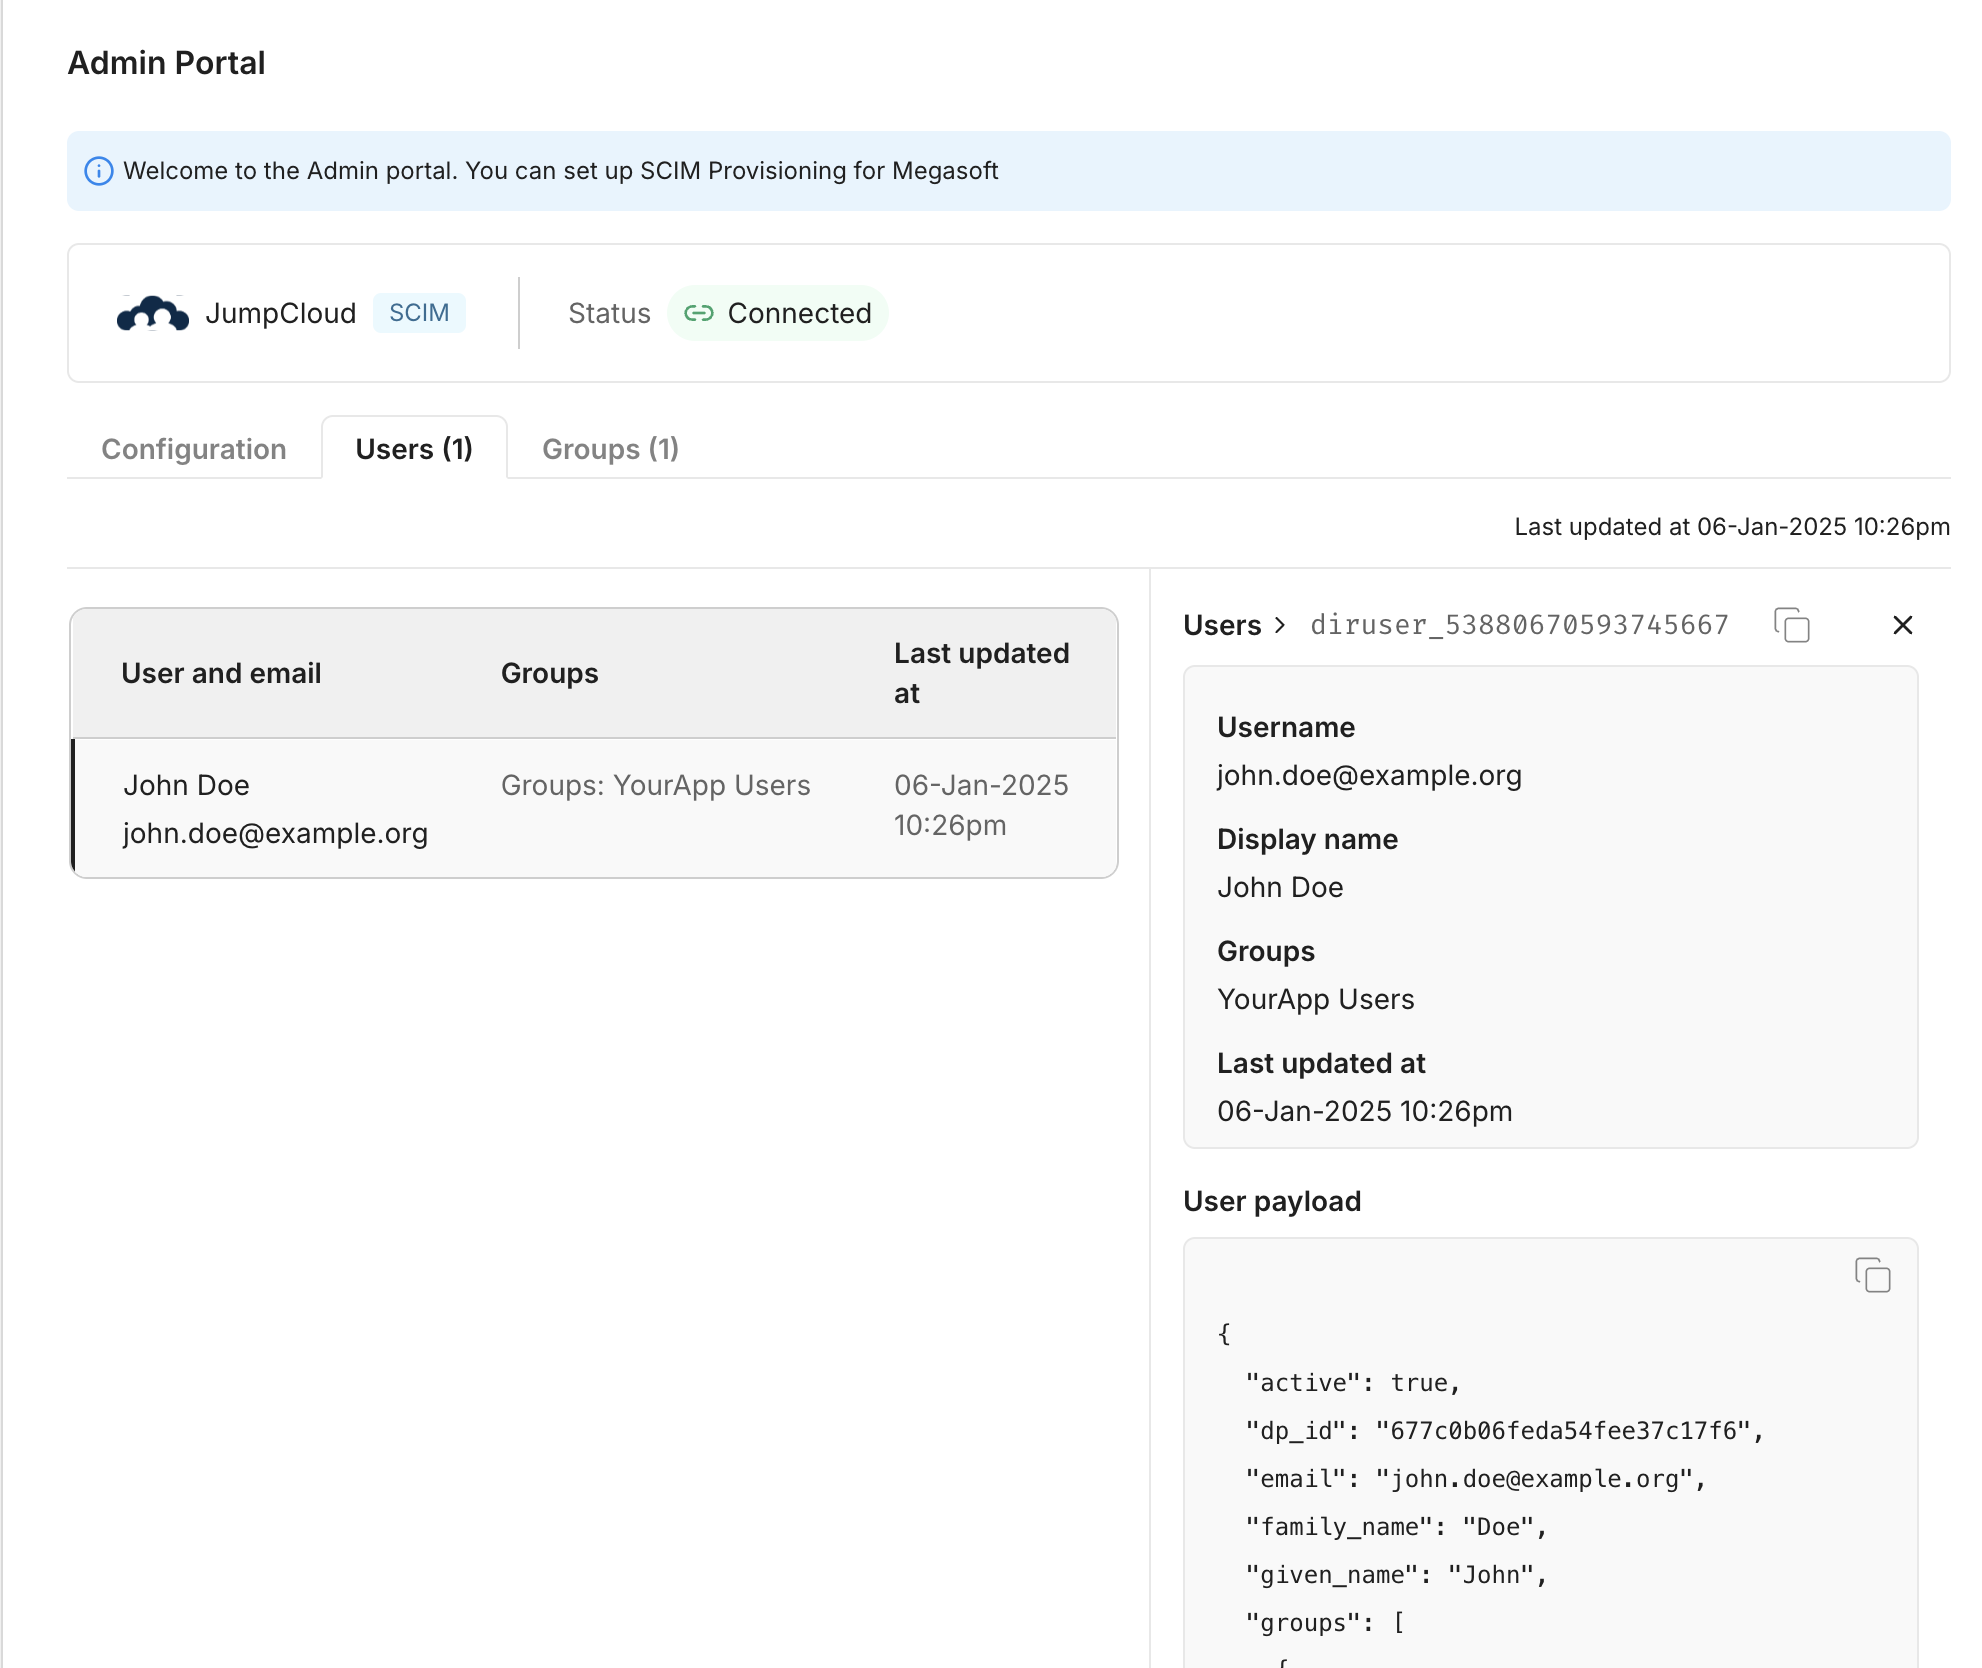 Admin Portal
Welcome to the Admin portal. You can set up SCIM Provisioning for Megasoft
JumpCloud SCIM Status Connected
Configuration Users (1) Groups (1)
Last updated at 06-Jan-2025 10:26pm
User and email Groups Last updated
at
John Doe Groups: YourApp Users 06-Jan-2025
john.doe@example.org 10:26pm
Users > diruser_53880670593745667
Username
john.doe@example.org
Display name
John Doe
Groups
YourApp Users
Last updated at
06-Jan-2025 10:26pm
User payload
{
"active": true,
"dp_id": "677c0b06feda54fee37c17f6",
"email": "john.doe@example.org",
"family_name": "Doe",
"given_name": "John",
"groups": [
{